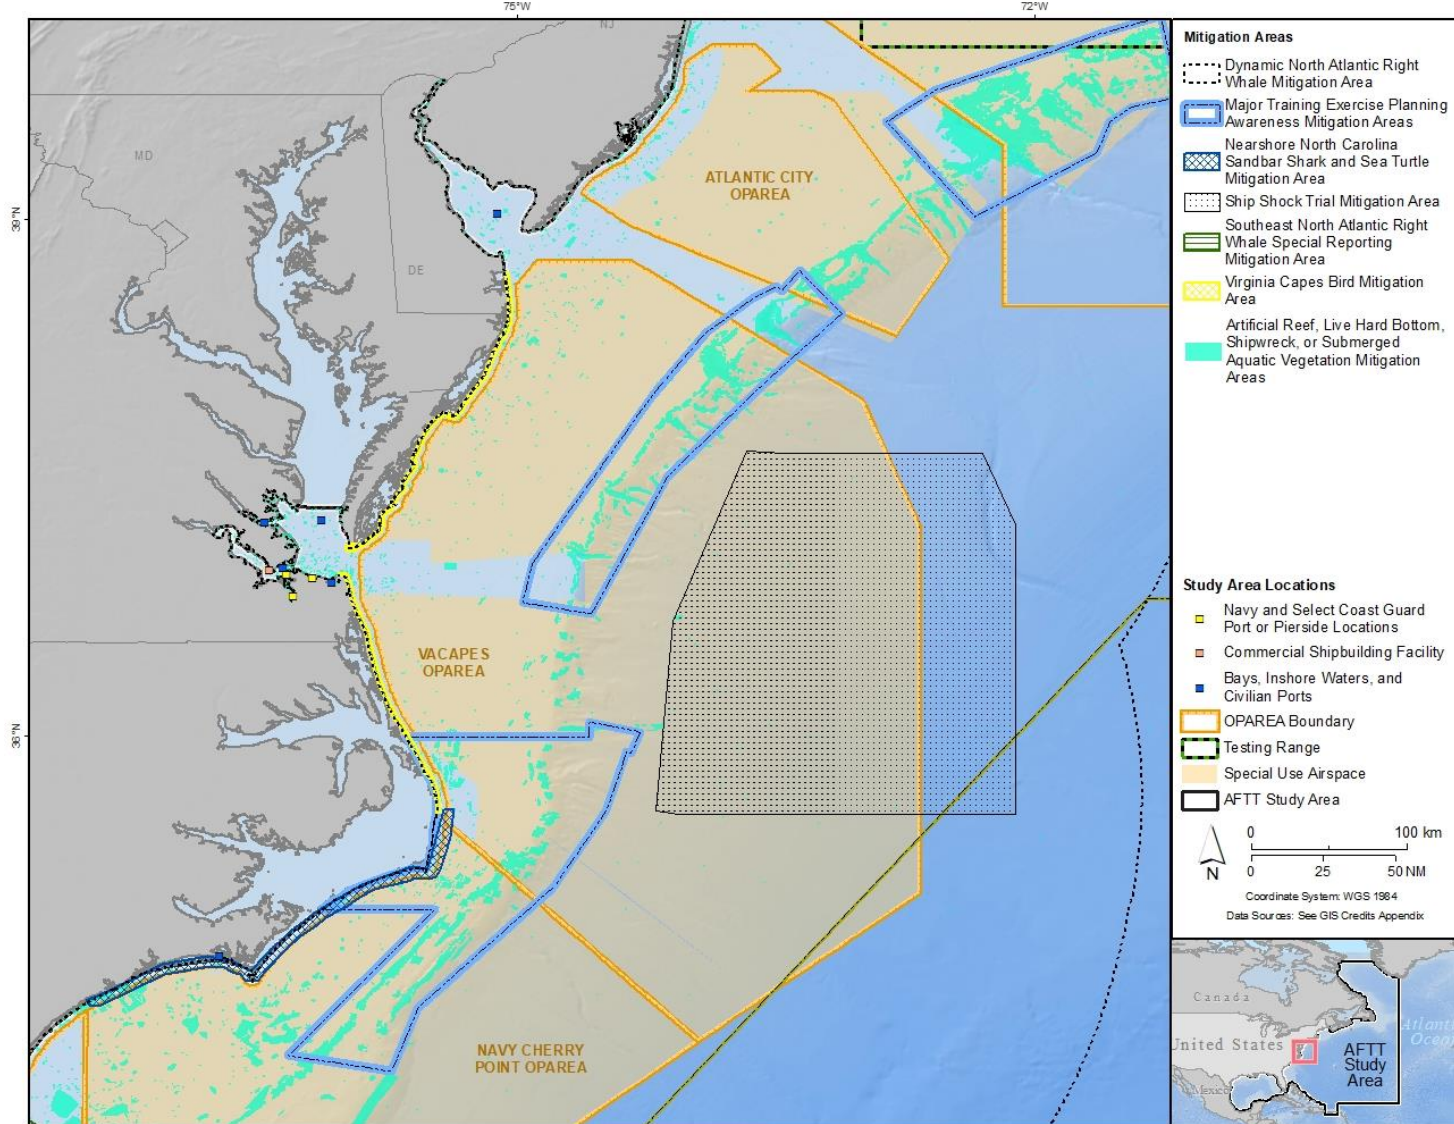 75°W
72°W
39°N
36°N
NJ
MD
DE
ATLANTIC CITY
OPAREA
VACAPES
OPAREA
NAVY CHERRY
POINT OPAREA
Mitigation Areas
Dynamic North Atlantic Right
Whale Mitigation Area
Major Training Exercise Planning
Awareness Mitigation Areas
Nearshore North Carolina
Sandbar Shark and Sea Turtle
Mitigation Area
Ship Shock Trial Mitigation Area
Southeast North Atlantic Right
Whale Special Reporting
Mitigation Area
Virginia Capes Bird Mitigation
Area
Artificial Reef, Live Hard Bottom,
Shipwreck, or Submerged
Aquatic Vegetation Mitigation
Areas
Study Area Locations
Navy and Select Coast Guard
Port or Pierside Locations
Commercial Shipbuilding Facility
Bays, Inshore Waters, and
Civilian Ports
OPAREA Boundary
Testing Range
Special Use Airspace
AFTT Study Area
0 100 km
0 25 50 NM
N
Coordinate System: WGS 1984
Data Sources: See GIS Credits Appendix
Canada
United States
Mexico
AFTT
Study
Area